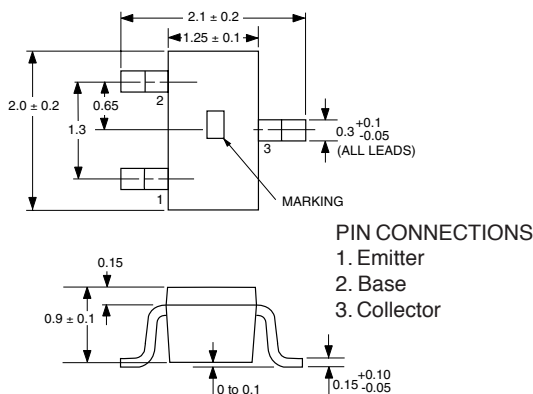 2.1 ± 0.2
1.25 ± 0.1
2
2.0 ± 0.2
0.65
1.3
0.3 +0.1 -0.05
3
(ALL LEADS)
1
MARKING
PIN CONNECTIONS
1. Emitter
2. Base
3. Collector
0.15
0.9 ± 0.1
0 to 0.1
0.15 +0.10 -0.05